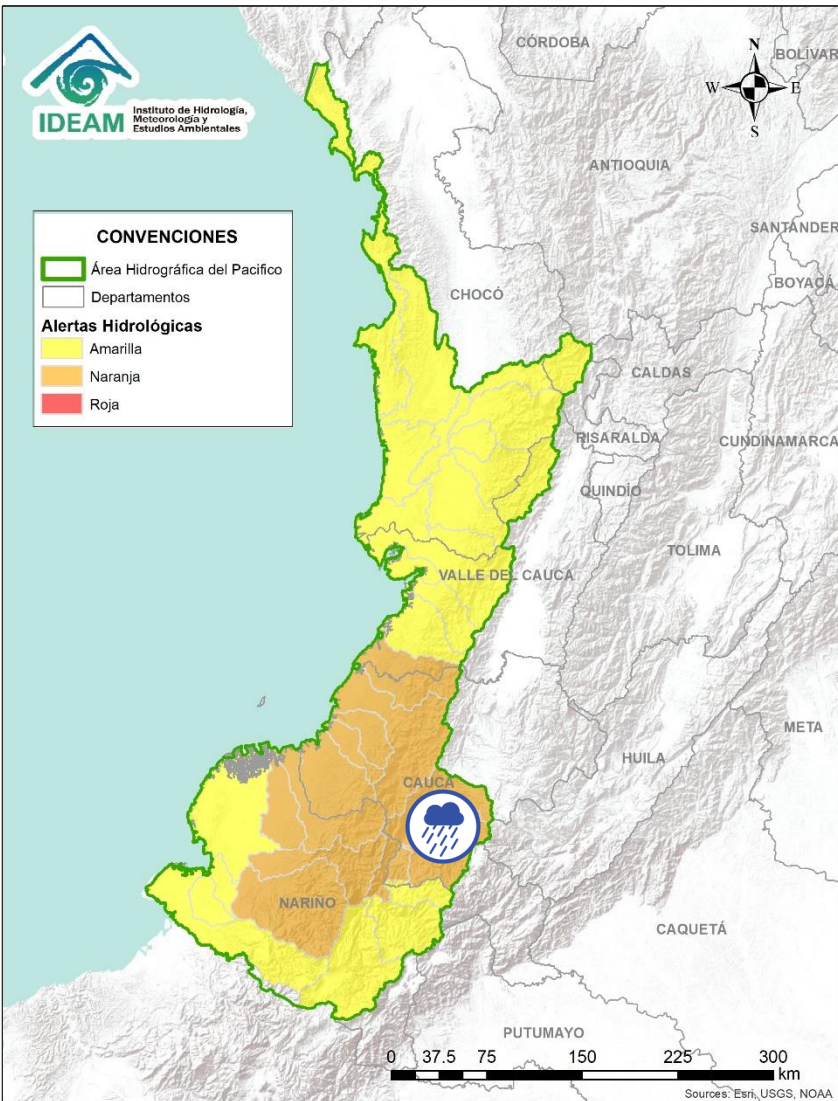 IDEAM
Instituto de Hidrología,
Meteorología y
Estudios Ambientales
CÓRDOBA
BOLÍVAR
N
W
E
S
ANTIOQUIA
SANTANDER
BOYACÁ
CONVENCIONES
Área Hidrográfica del Pacifico
Departamentos
Alertas Hidrológicas
Amarilla
Naranja
Roja
CHOCÓ
CALDAS
RISARALDA
CUNDINAMARCA
QUINDÍO
TOLIMA
VALLE DEL CAUCA
META
HUILA
CAUCA
NARIÑO
CAQUETÁ
PUTUMAYO
0 37.5 75 150 225 300
km
Sources: Esri, USGS, NOAA